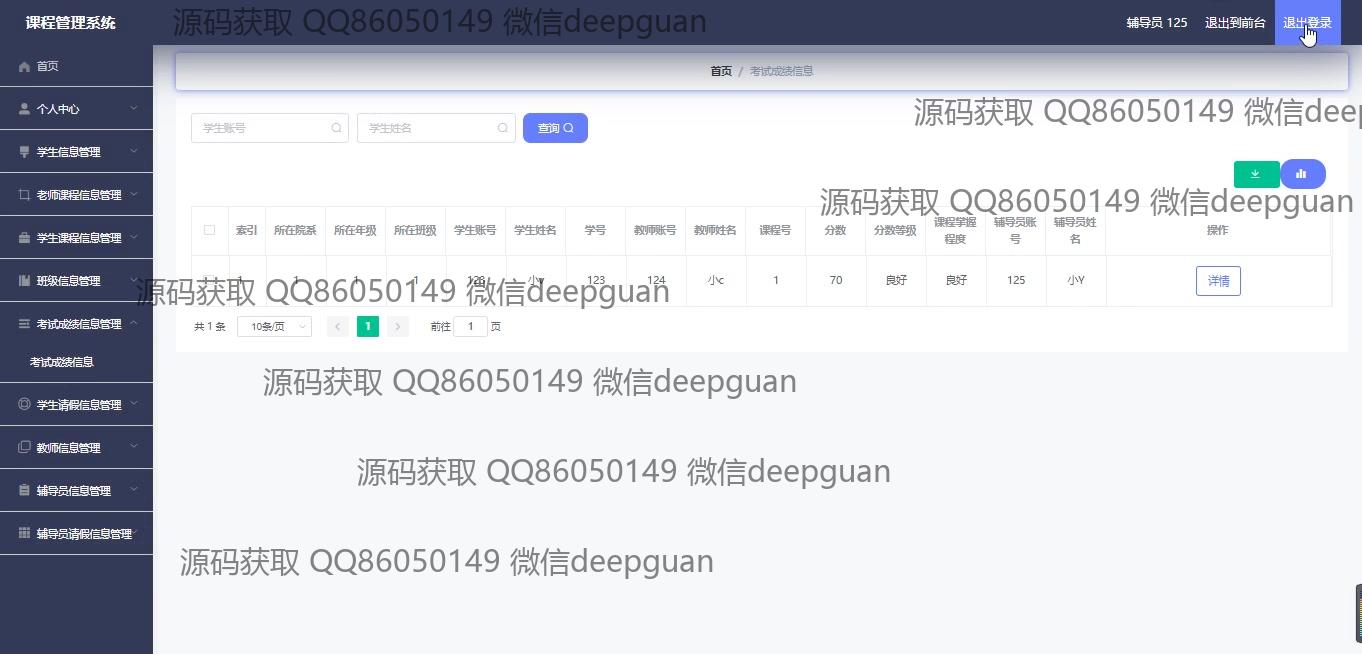 课程管理系统
源码获取 QQ86050149 微信deepguan
辅导员 125 退出到前台 退出登录
首页
个人中心
学生信息管理
老师课程信息管理
学生课程信息管理
班级信息管理
考试成绩信息管理
考试成绩信息
学生请假信息管理
教师信息管理
辅导员信息管理
辅导员请假信息管理
首页 / 考试成绩信息
源码获取 QQ86050149 微信deep
学生账号 学生姓名 查询
源码获取 QQ86050149 微信deepguan
索引 所在院系 所在年级 所在班级 学生账号 学生姓名 学号 教师账号 教师姓名 课程号 分数 分数等级 课程掌握程度 辅导员账号 辅导员姓名 操作
1 1 1 1 123 小v 123 124 小c 1 70 良好 良好 125 小Y 详情
源码获取 QQ86050149 微信deepguan
共 1 条 10条/页 1 前往 1 页
源码获取 QQ86050149 微信deepguan
源码获取 QQ86050149 微信deepguan
源码获取 QQ86050149 微信deepguan